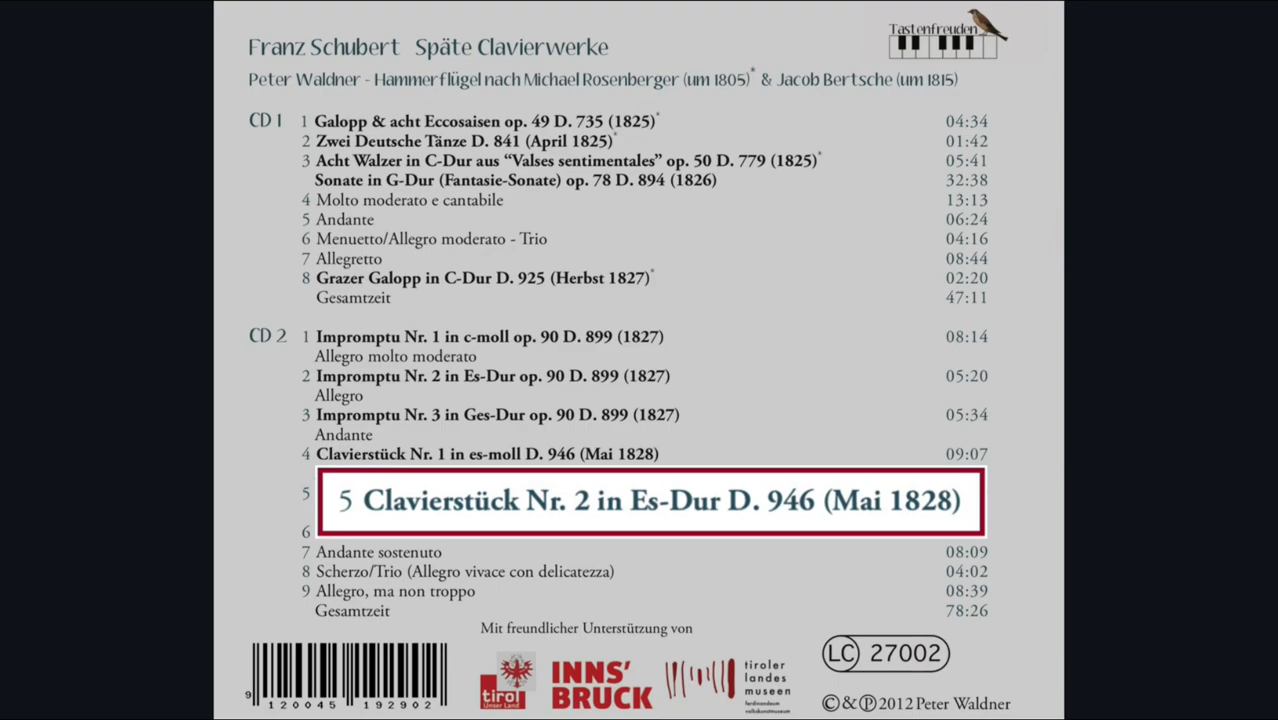 Tastenfreuden
Franz Schubert Späte Clavierwerke
Peter Waldner - Hammerflügel nach Michael Rosenberger (um 1805)* & Jacob Bertsche (um 1815)
CD 1 1 Galopp & acht Eccosaisen op. 49 D. 735 (1825)* 04:34
2 Zwei Deutsche Tänze D. 841 (April 1825)* 01:42
3 Acht Walzer in C-Dur aus “Valses sentimentales” op. 50 D. 779 (1825)* 05:41
Sonate in G-Dur (Fantasie-Sonate) op. 78 D. 894 (1826) 32:38
4 Molto moderato e cantabile 13:13
5 Andante 06:24
6 Menuetto/Allegro moderato - Trio 04:16
7 Allegretto 08:44
8 Grazer Galopp in C-Dur D. 925 (Herbst 1827)* 02:20
Gesamtzeit 47:11
CD 2 1 Impromptu Nr. 1 in c-moll op. 90 D. 899 (1827) 08:14
Allegro molto moderato
2 Impromptu Nr. 2 in Es-Dur op. 90 D. 899 (1827) 05:20
Allegro
3 Impromptu Nr. 3 in Ges-Dur op. 90 D. 899 (1827) 05:34
Andante
4 Clavierstück Nr. 1 in es-moll D. 946 (Mai 1828) 09:07
5
5 Clavierstück Nr. 2 in Es-Dur D. 946 (Mai 1828)
6
7 Andante sostenuto 08:09
8 Scherzo/Trio (Allegro vivace con delicatezza) 04:02
9 Allegro, ma non troppo 08:39
Gesamtzeit 78:26
Mit freundlicher Unterstützung von
9 120045 192902
tirol
Unser Land
INNS'
BRUCK
tiroler
landes
museen
ferdinandeum
volkskunstmuseum
LC 27002
©&℗2012 Peter Waldner